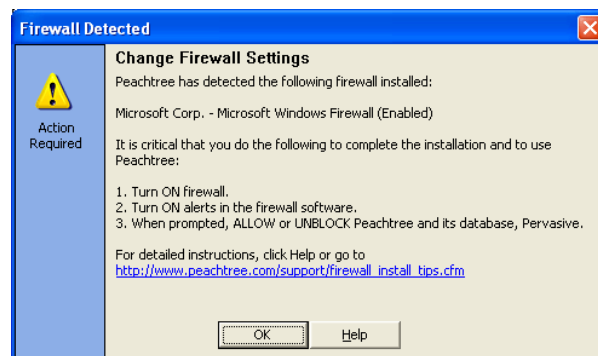 Firewall Detected
Change Firewall Settings
Peachtree has detected the following firewall installed:
Microsoft Corp. - Microsoft Windows Firewall (Enabled)
Action
Required
It is critical that you do the following to complete the installation and to use
Peachtree:
1. Turn ON firewall.
2. Turn ON alerts in the firewall software.
3. When prompted, ALLOW or UNBLOCK Peachtree and its database, Pervasive.
For detailed instructions, click Help or go to
http://www.peachtree.com/support/firewall_install_tips.cfm
OK
Help